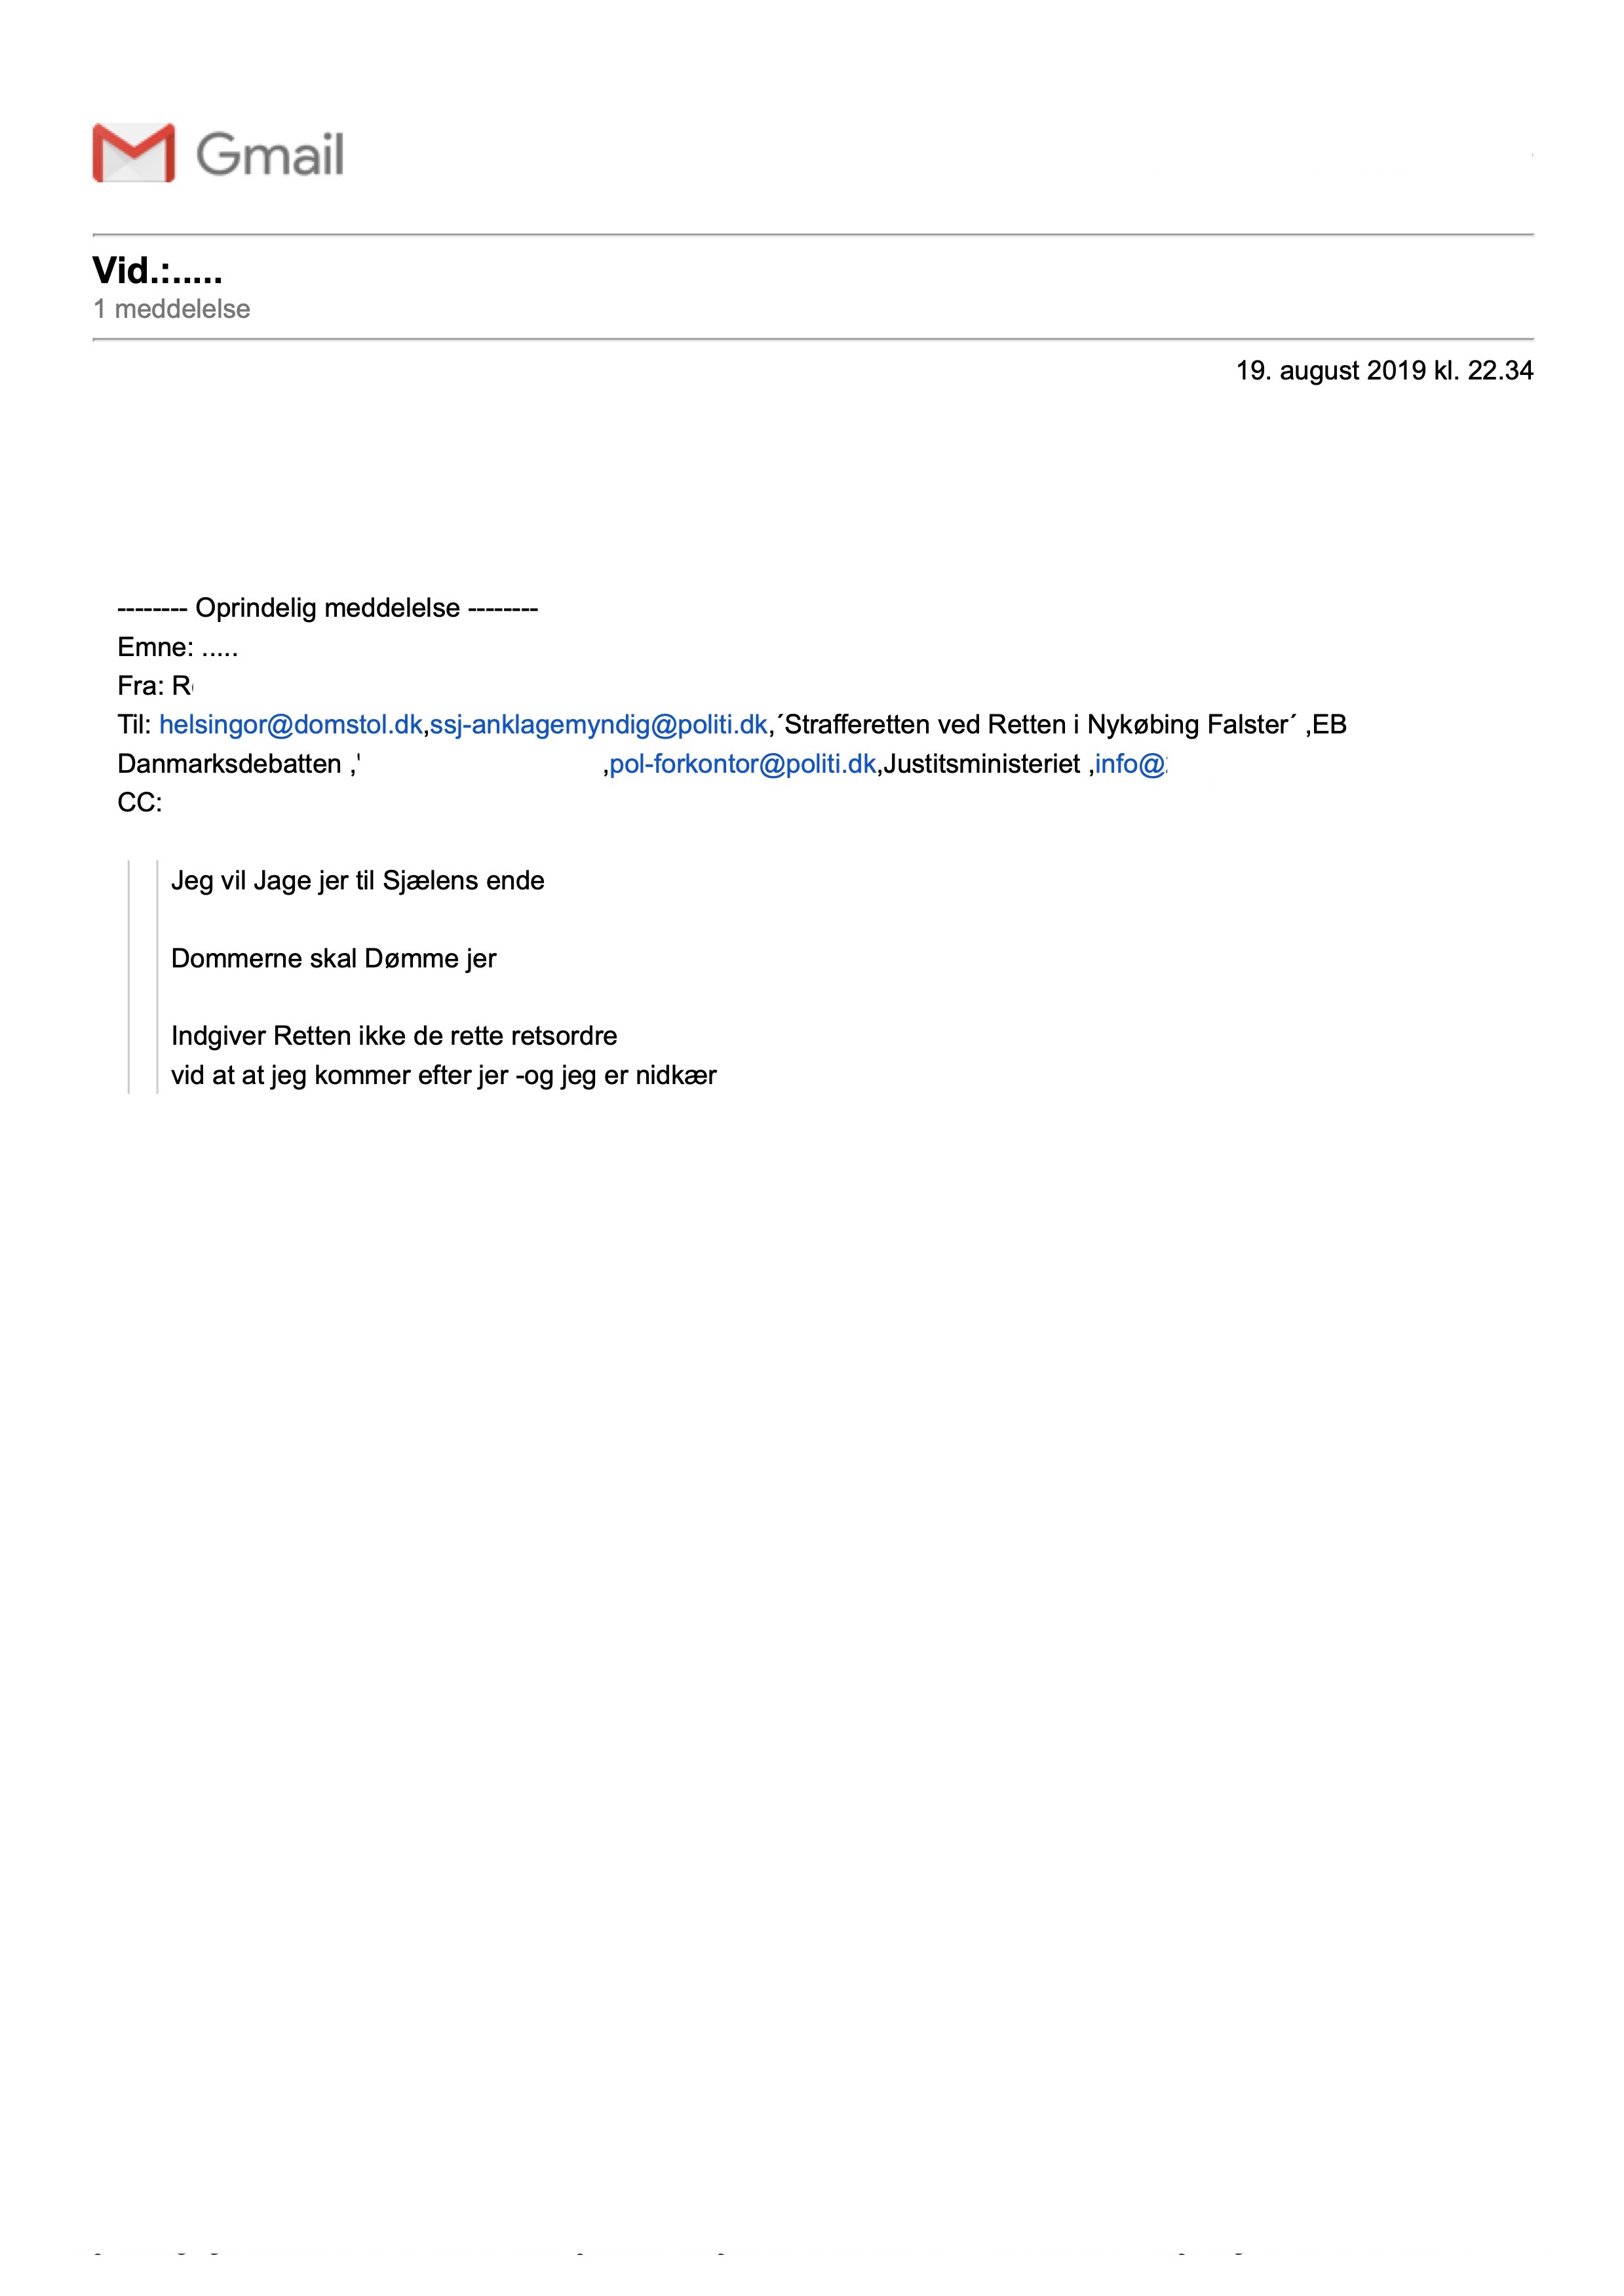 Gmail
Vid.:.....
1 meddelelse
19. august 2019 kl. 22.34
-------- Oprindelig meddelelse --------
Emne: .....
Fra:
Til: helsingor@domstol.dk,ssj-anklagemyndig@politi.dk,´Strafferetten ved Retten i Nykøbing Falster´ ,EB
Danmarksdebatten ,' ,pol-forkontor@politi.dk,Justitsministeriet ,info@
CC:
Jeg vil Jage jer til Sjælens ende
Dommerne skal Dømme jer
Indgiver Retten ikke de rette retsordre
vid at at jeg kommer efter jer -og jeg er nidkær